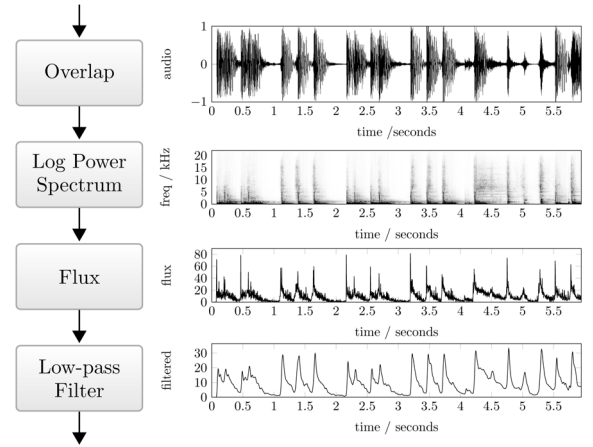 Overlap
Log Power
Spectrum
Flux
Low-pass
Filter
audio
1
0
−1
0 0.5 1 1.5 2 2.5 3 3.5 4 4.5 5 5.5
time /seconds
freq / kHz
20
15
10
5
0
0 0.5 1 1.5 2 2.5 3 3.5 4 4.5 5 5.5
time / seconds
flux
80
60
40
20
0
0 0.5 1 1.5 2 2.5 3 3.5 4 4.5 5 5.5
time / seconds
filtered
30
20
10
0
0 0.5 1 1.5 2 2.5 3 3.5 4 4.5 5 5.5
time / seconds